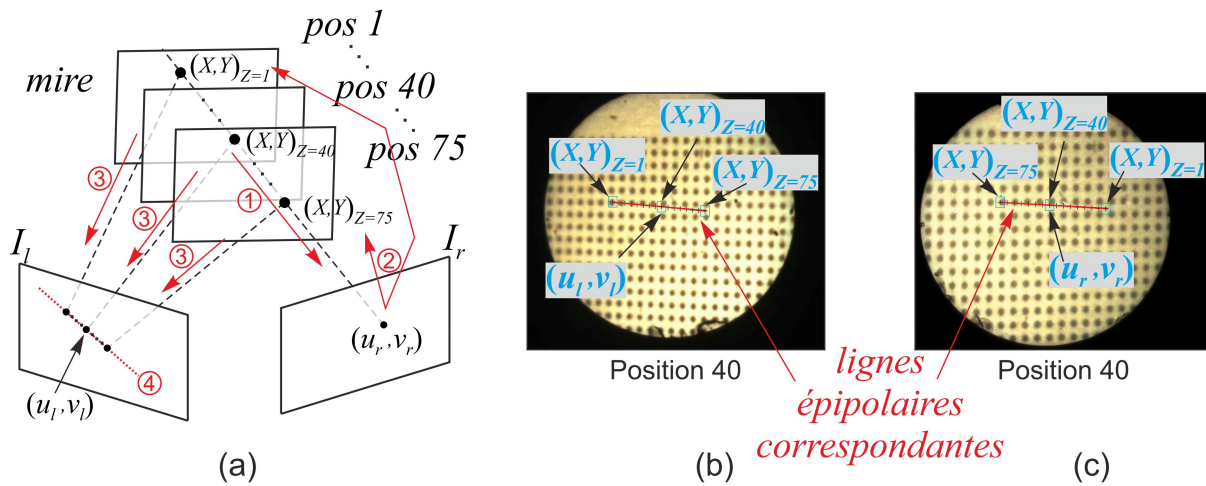 pos 1
mire
(X,Y)Z=1
pos 40
(X,Y)Z=40
pos 75
③
③
①
(X,Y)Z=75
③
②
Il
Ir
(ur,vr)
④
(ul,vl)
(a)
(X,Y)Z=40
(X,Y)Z=1
(X,Y)Z=75
(ul,vl)
Position 40
(b)
(X,Y)Z=40
(X,Y)Z=75
(X,Y)Z=1
(ur,vr)
Position 40
(c)
lignes
épipolaires
correspondantes